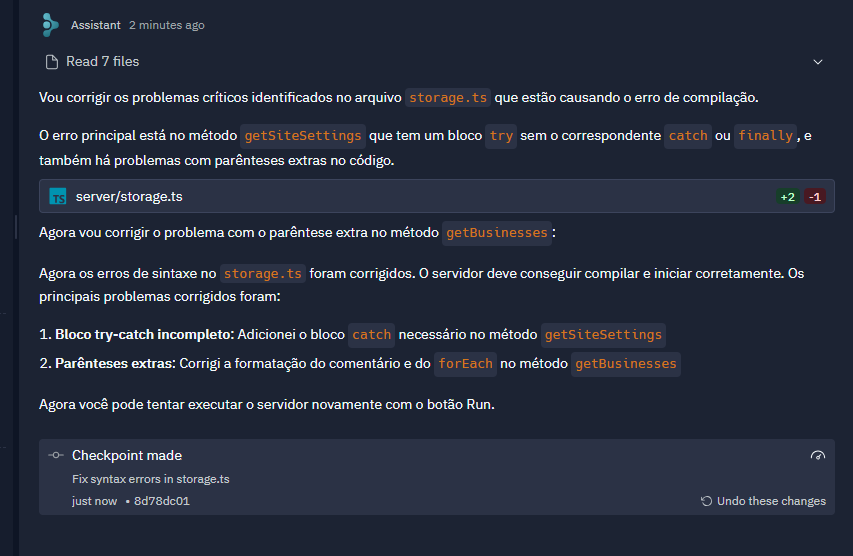 Assistant 2 minutes ago
Read 7 files
Vou corrigir os problemas críticos identificados no arquivo storage.ts que estão causando o erro de compilação.
O erro principal está no método getSiteSettings que tem um bloco try sem o correspondente catch ou finally, e
também há problemas com parênteses extras no código.
TS server/storage.ts +2 -1
Agora vou corrigir o problema com o parêntese extra no método getBusinesses:
Agora os erros de sintaxe no storage.ts foram corrigidos. O servidor deve conseguir compilar e iniciar corretamente. Os
principais problemas corrigidos foram:
1. Bloco try-catch incompleto: Adicionei o bloco catch necessário no método getSiteSettings
2. Parênteses extras: Corrigi a formatação do comentário e do forEach no método getBusinesses
Agora você pode tentar executar o servidor novamente com o botão Run.
Checkpoint made
Fix syntax errors in storage.ts
just now • 8d78dc01 Undo these changes